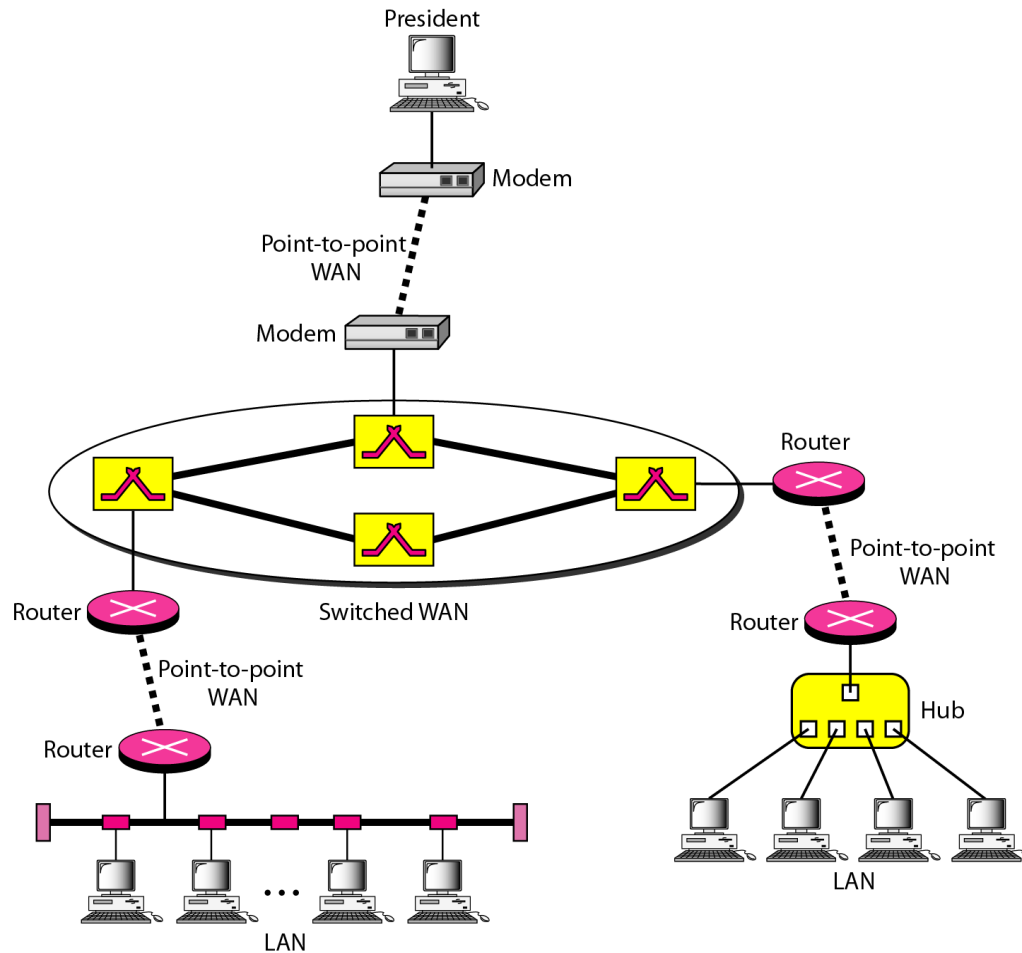 President
Modem
Point-to-point
WAN
Modem
Router
Point-to-point
WAN
Router
Switched WAN
Router
Point-to-point
WAN
Router
Hub
LAN
LAN